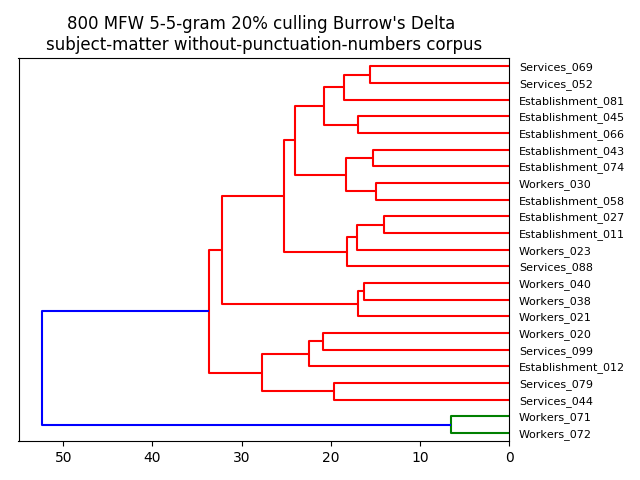 800 MFW 5-5-gram 20% culling Burrow's Delta
subject-matter without-punctuation-numbers corpus
Services_069
Services_052
Establishment_081
Establishment_045
Establishment_066
Establishment_043
Establishment_074
Workers_030
Establishment_058
Establishment_027
Establishment_011
Workers_023
Services_088
Workers_040
Workers_038
Workers_021
Workers_020
Services_099
Establishment_012
Services_079
Services_044
Workers_071
Workers_072
50 40 30 20 10 0